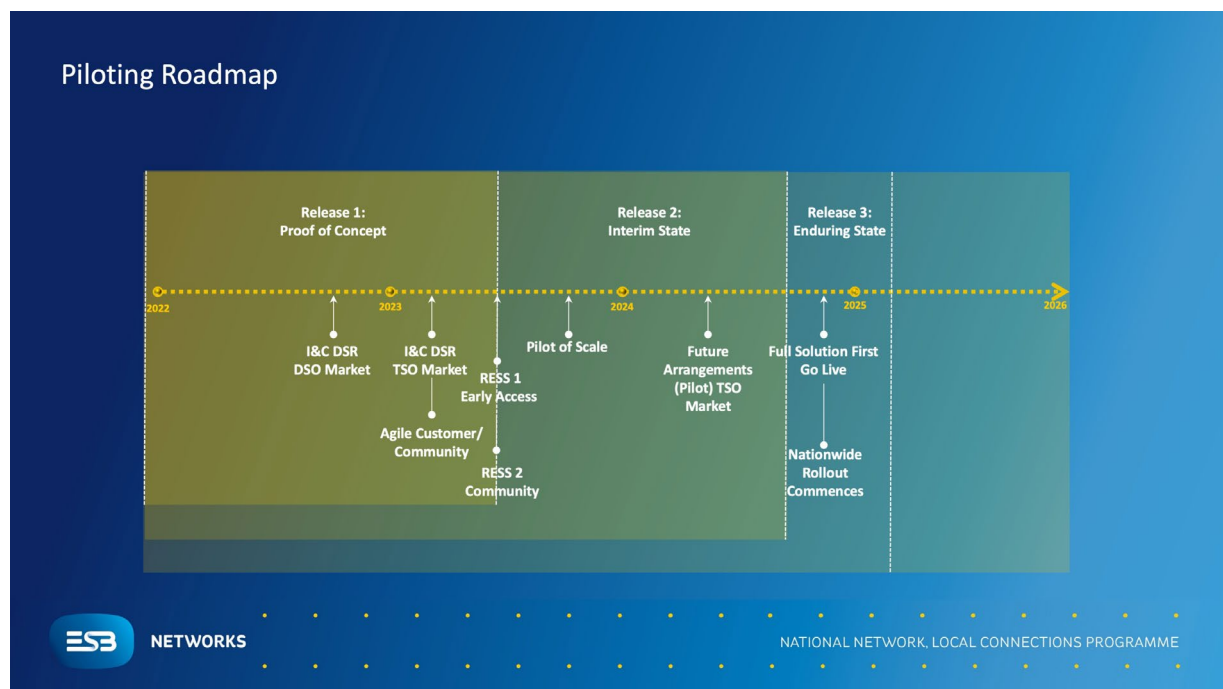 Piloting Roadmap
Release 1:
Proof of Concept
Release 2:
Interim State
Release 3:
Enduring State
2022
2023
2024
2025
2026
I&C DSR
DSO Market
I&C DSR
TSO Market
Agile Customer/
Community
RESS 1
Early Access
RESS 2
Community
Pilot of Scale
Future
Arrangements
(Pilot) TSO
Market
Full Solution First
Go Live
Nationwide
Rollout
Commences
ESB
NETWORKS
NATIONAL NETWORK, LOCAL CONNECTIONS PROGRAMME